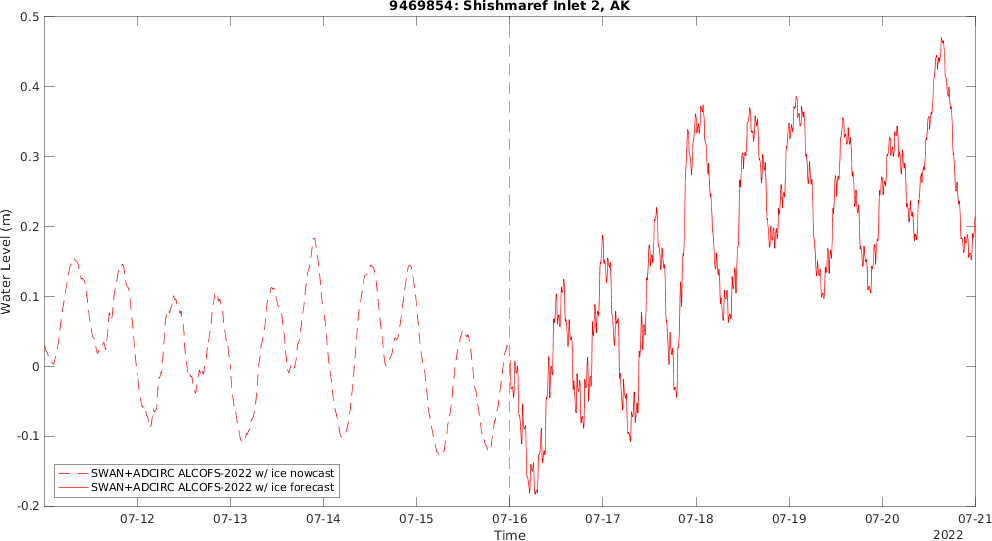 9469854: Shishmaref Inlet 2, AK
0.5
0.4
0.3
0.2
0.1
0
-0.1
-0.2
Water Level (m)
SWAN+ADCIRC ALCOFS-2022 w/ ice nowcast
SWAN+ADCIRC ALCOFS-2022 w/ ice forecast
07-12 07-13 07-14 07-15 07-16 07-17 07-18 07-19 07-20 07-21
Time
2022